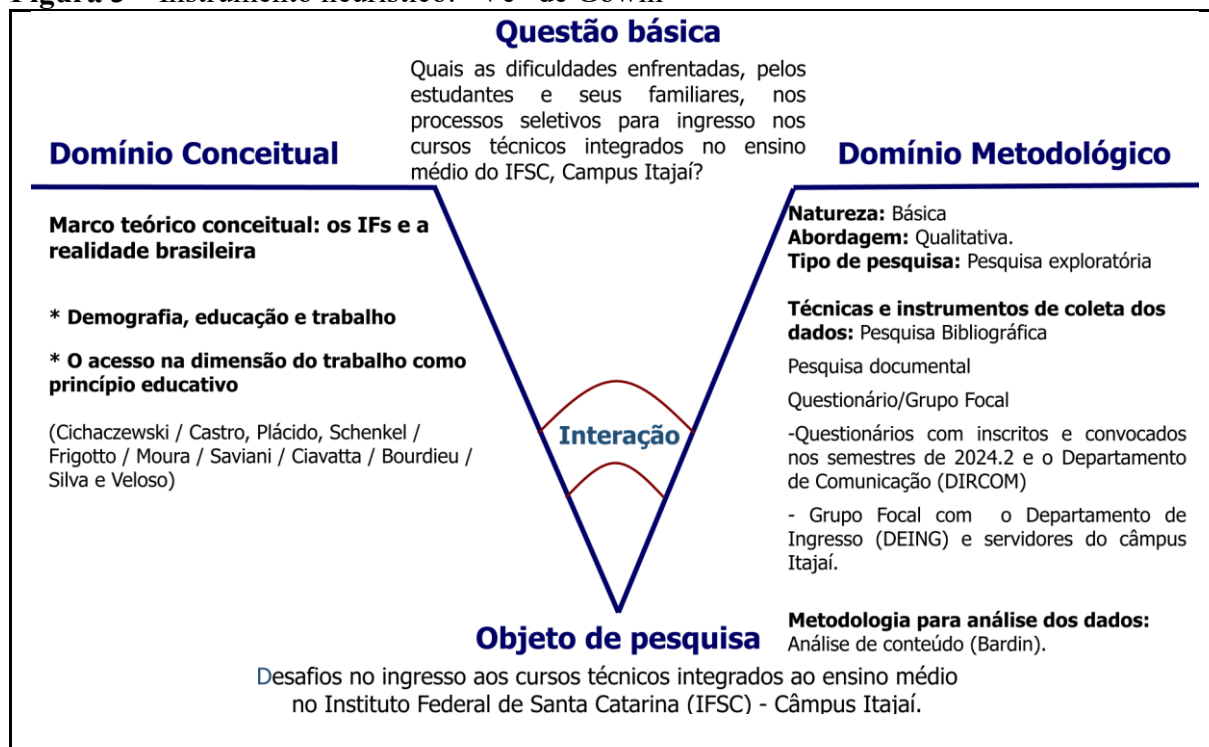 Figura 3 – Instrumento heurístico: "Vê" de Gowin
Questão básica
Quais as dificuldades enfrentadas, pelos
estudantes e seus familiares, nos
processos seletivos para ingresso nos
cursos técnicos integrados no ensino
médio do IFSC, Campus Itajaí?
Domínio Conceitual
Marco teórico conceitual: os IFs e a
realidade brasileira
* Demografia, educação e trabalho
* O acesso na dimensão do trabalho como
princípio educativo
(Cichaczewski / Castro, Plácido, Schenkel /
Frigotto / Moura / Saviani / Ciavatta / Bourdieu /
Silva e Veloso)
Interação
Domínio Metodológico
Natureza: Básica
Abordagem: Qualitativa.
Tipo de pesquisa: Pesquisa exploratória
Técnicas e instrumentos de coleta dos
dados: Pesquisa Bibliográfica
Pesquisa documental
Questionário/Grupo Focal
-Questionários com inscritos e convocados
nos semestres de 2024.2 e o Departamento
de Comunicação (DIRCOM)
- Grupo Focal com o Departamento de
Ingresso (DEING) e servidores do câmpus
Itajaí.
Metodologia para análise dos dados:
Análise de conteúdo (Bardin).
Objeto de pesquisa
Desafios no ingresso aos cursos técnicos integrados ao ensino médio
no Instituto Federal de Santa Catarina (IFSC) - Câmpus Itajaí.